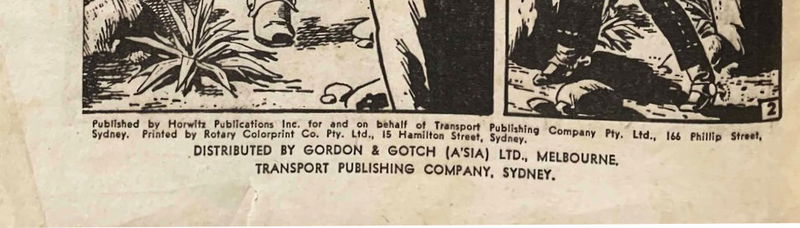 2
Published by Horwitz Publications Inc. for and on behalf of Transport Publishing Company Pty. Ltd., 166 Phillip Street,
Sydney. Printed by Rotary Colorprint Co. Pty. Ltd., 15 Hamilton Street, Sydney.
DISTRIBUTED BY GORDON & GOTCH (A'SIA) LTD., MELBOURNE.
TRANSPORT PUBLISHING COMPANY, SYDNEY.